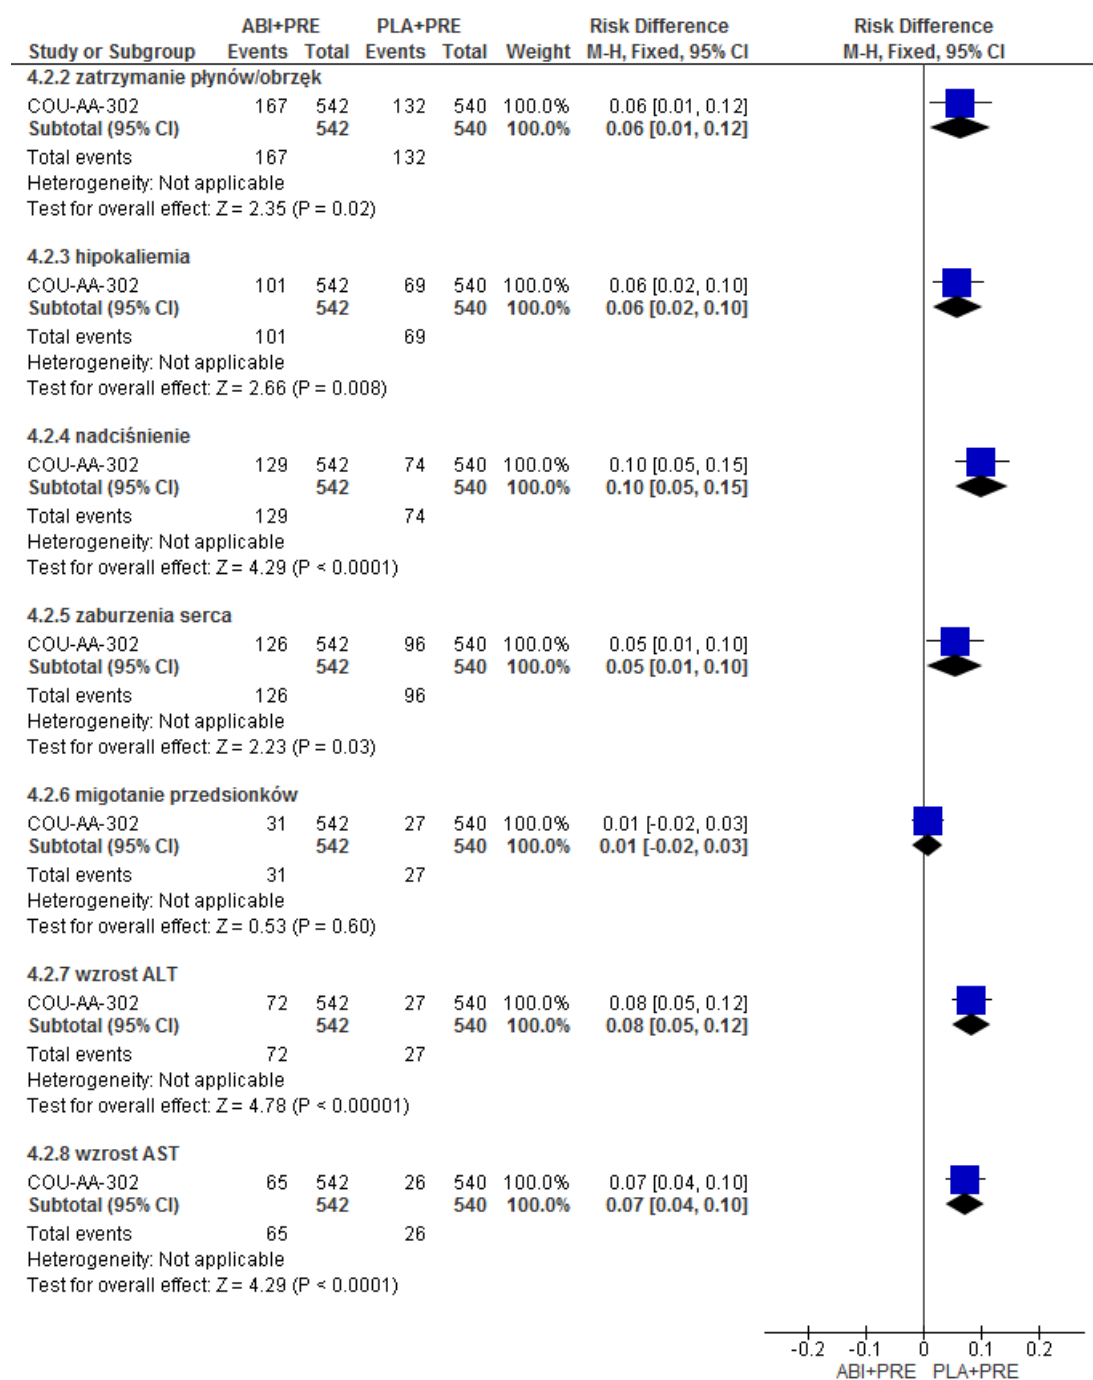 ABI+PRE PLA+PRE Risk Difference Risk Difference
Study or Subgroup Events Total Events Total Weight M-H, Fixed, 95% CI M-H, Fixed, 95% CI
4.2.2 zatrzymanie płynów/obrzęk
COU-AA-302 167 542 132 540 100.0% 0.06 [0.01, 0.12]
Subtotal (95% CI) 542 540 100.0% 0.06 [0.01, 0.12]
Total events 167 132
Heterogeneity: Not applicable
Test for overall effect: Z = 2.35 (P = 0.02)
4.2.3 hipokaliemia
COU-AA-302 101 542 69 540 100.0% 0.06 [0.02, 0.10]
Subtotal (95% CI) 542 540 100.0% 0.06 [0.02, 0.10]
Total events 101 69
Heterogeneity: Not applicable
Test for overall effect: Z = 2.66 (P = 0.008)
4.2.4 nadciśnienie
COU-AA-302 129 542 74 540 100.0% 0.10 [0.05, 0.15]
Subtotal (95% CI) 542 540 100.0% 0.10 [0.05, 0.15]
Total events 129 74
Heterogeneity: Not applicable
Test for overall effect: Z = 4.29 (P < 0.0001)
4.2.5 zaburzenia serca
COU-AA-302 126 542 96 540 100.0% 0.05 [0.01, 0.10]
Subtotal (95% CI) 542 540 100.0% 0.05 [0.01, 0.10]
Total events 126 96
Heterogeneity: Not applicable
Test for overall effect: Z = 2.23 (P = 0.03)
4.2.6 migotanie przedsionków
COU-AA-302 31 542 27 540 100.0% 0.01 [-0.02, 0.03]
Subtotal (95% CI) 542 540 100.0% 0.01 [-0.02, 0.03]
Total events 31 27
Heterogeneity: Not applicable
Test for overall effect: Z = 0.53 (P = 0.60)
4.2.7 wzrost ALT
COU-AA-302 72 542 27 540 100.0% 0.08 [0.05, 0.12]
Subtotal (95% CI) 542 540 100.0% 0.08 [0.05, 0.12]
Total events 72 27
Heterogeneity: Not applicable
Test for overall effect: Z = 4.78 (P < 0.00001)
4.2.8 wzrost AST
COU-AA-302 65 542 26 540 100.0% 0.07 [0.04, 0.10]
Subtotal (95% CI) 542 540 100.0% 0.07 [0.04, 0.10]
Total events 65 26
Heterogeneity: Not applicable
Test for overall effect: Z = 4.29 (P < 0.0001)
-0.2 -0.1 0 0.1 0.2
ABI+PRE PLA+PRE